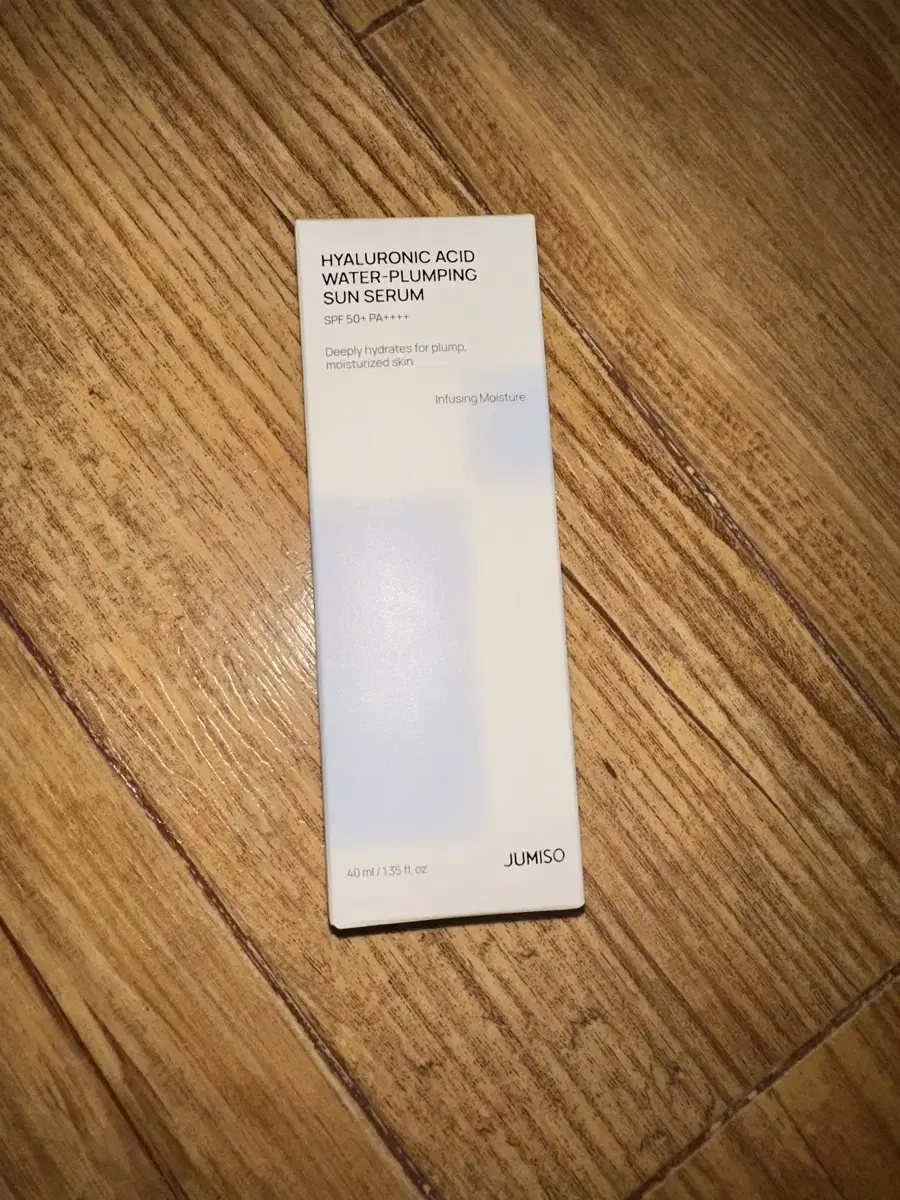 HYALURONIC ACID
WATER-PLUMPING
SUN SERUM
SPF 50+ PA++++
Deeply hydrates for plump,
moisturized skin
Infusing Moisture
40 ml / 1.35 fl. oz
JUMISO